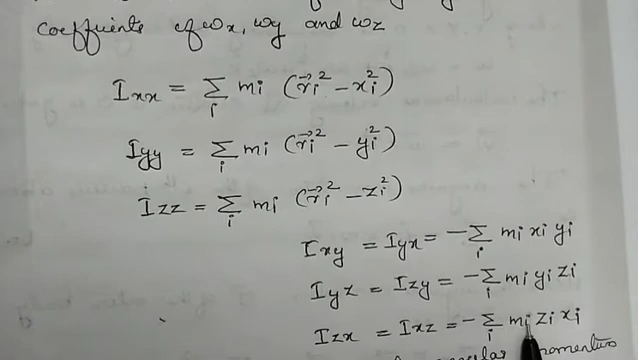 coeffcients of ωx, ωy and ωz
Ixx = Σi mi (r⃗i² − xi²)
Iyy = Σi mi (r⃗i² − yi²)
Izz = Σi mi (r⃗i² − zi²)
Ixy = Iyx = −Σi mi xi yi
Iyz = Izy = −Σi mi yi zi
Izx = Ixz = −Σi mi zi xi
momentum